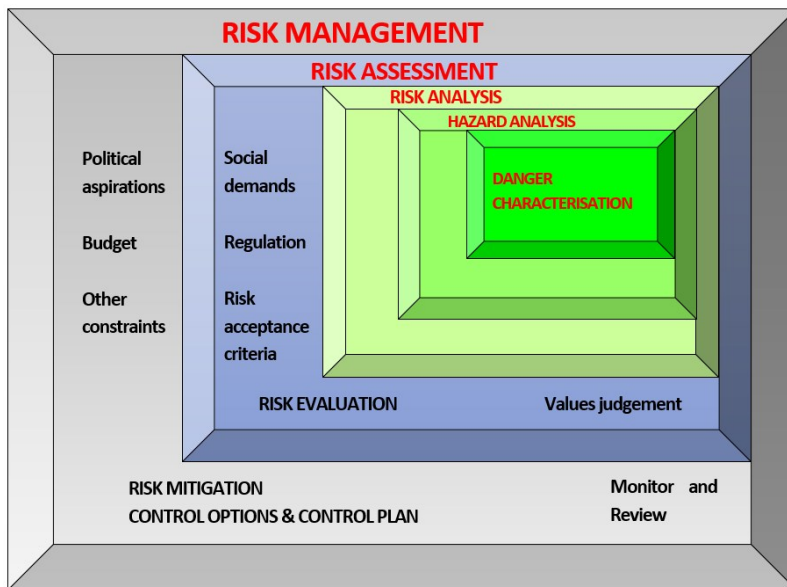 RISK MANAGEMENT
RISK ASSESSMENT
RISK ANALYSIS
HAZARD ANALYSIS
DANGER
CHARACTERISATION
Political
aspirations
Budget
Other
constraints
Social
demands
Regulation
Risk
acceptance
criteria
RISK EVALUATION
Values judgement
RISK MITIGATION
CONTROL OPTIONS & CONTROL PLAN
Monitor and
Review